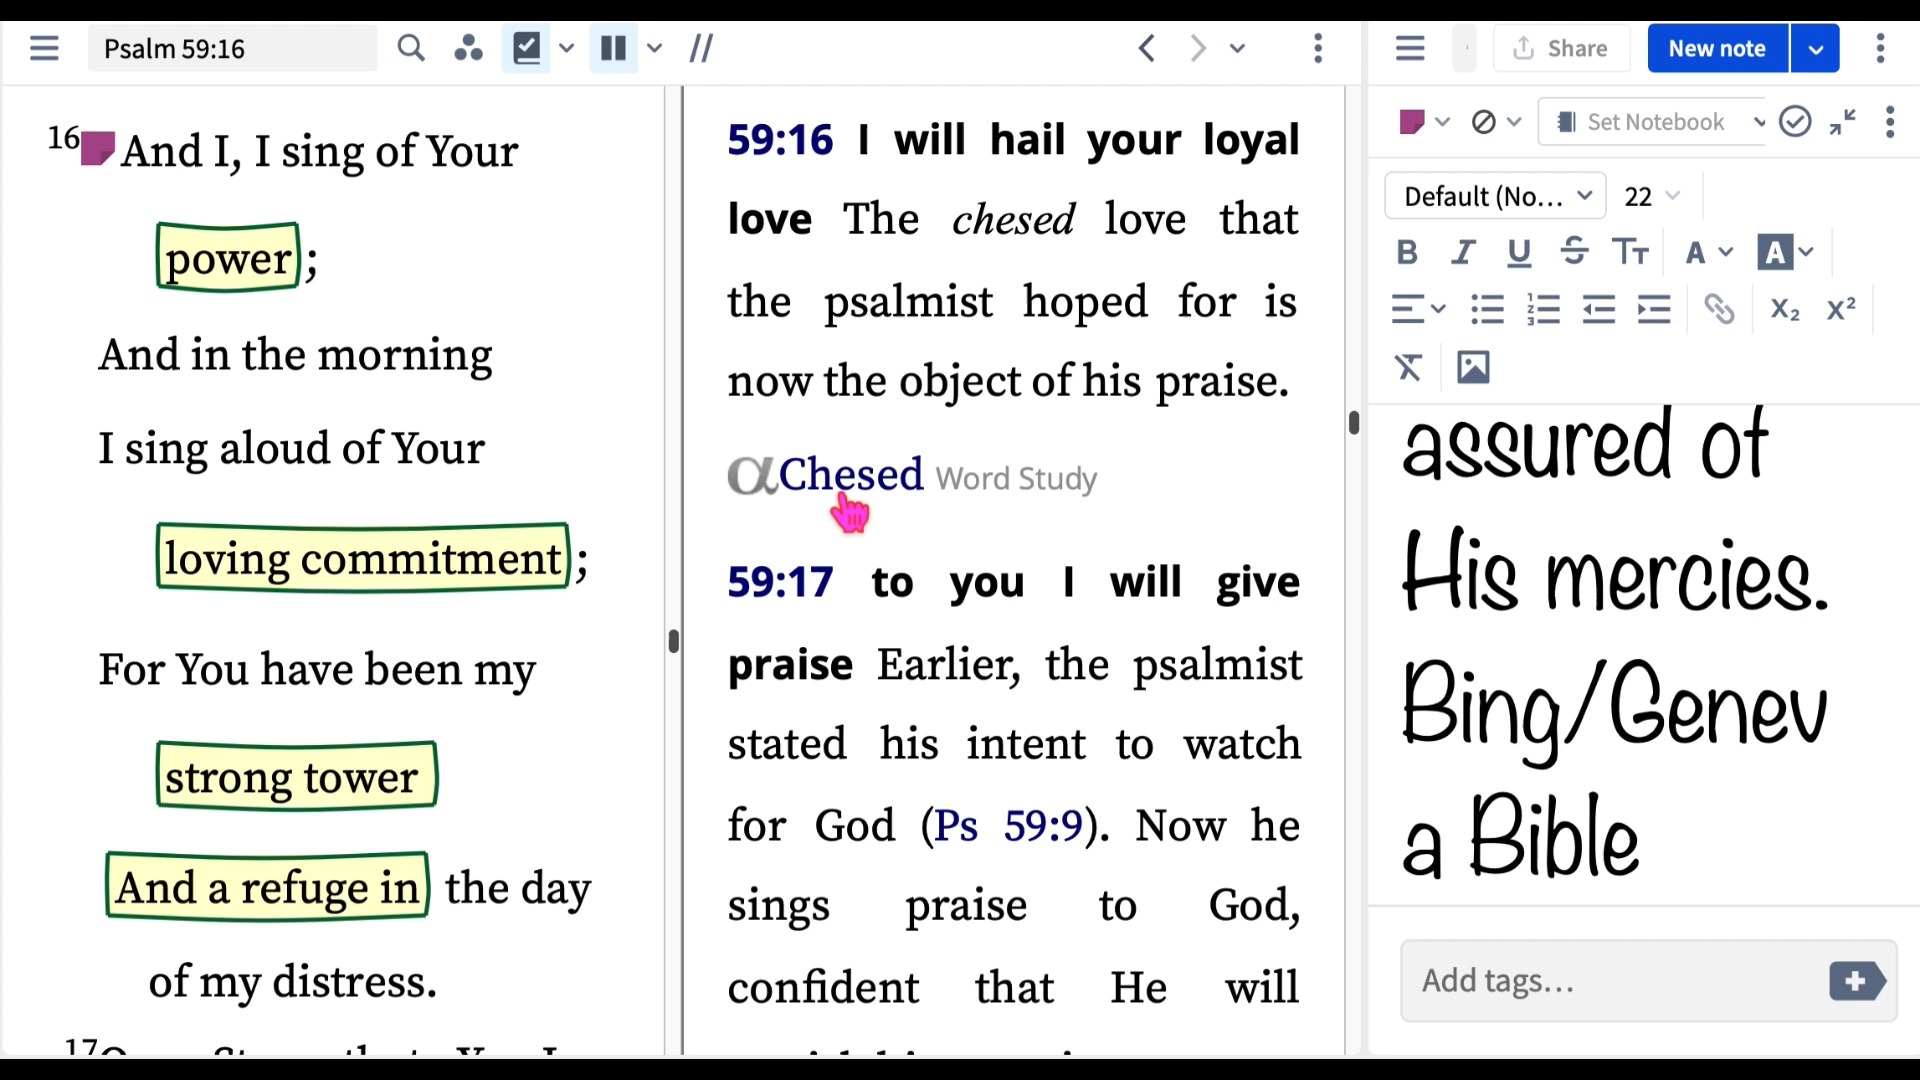 Psalm 59:16
Share
New note
16 And I, I sing of Your
power;
And in the morning
I sing aloud of Your
loving commitment;
For You have been my
strong tower
And a refuge in the day
of my distress.
17
59:16 I will hail your loyal
love The chesed love that
the psalmist hoped for is
now the object of his praise.
αChesed Word Study
59:17 to you I will give
praise Earlier, the psalmist
stated his intent to watch
for God (Ps 59:9). Now he
sings praise to God,
confident that He will
Set Notebook
Default (No...
22
assured of
His mercies.
Bing/Genev
a Bible
Add tags...